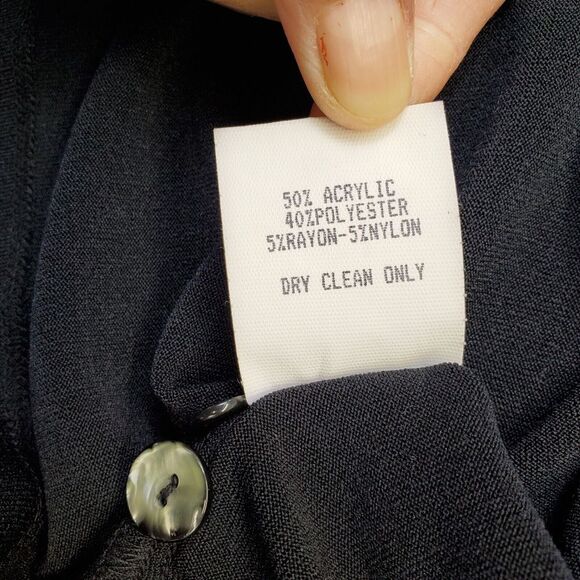 50% ACRYLIC
40%POLYESTER
5%RAYON-5%NYLON
DRY CLEAN ONLY